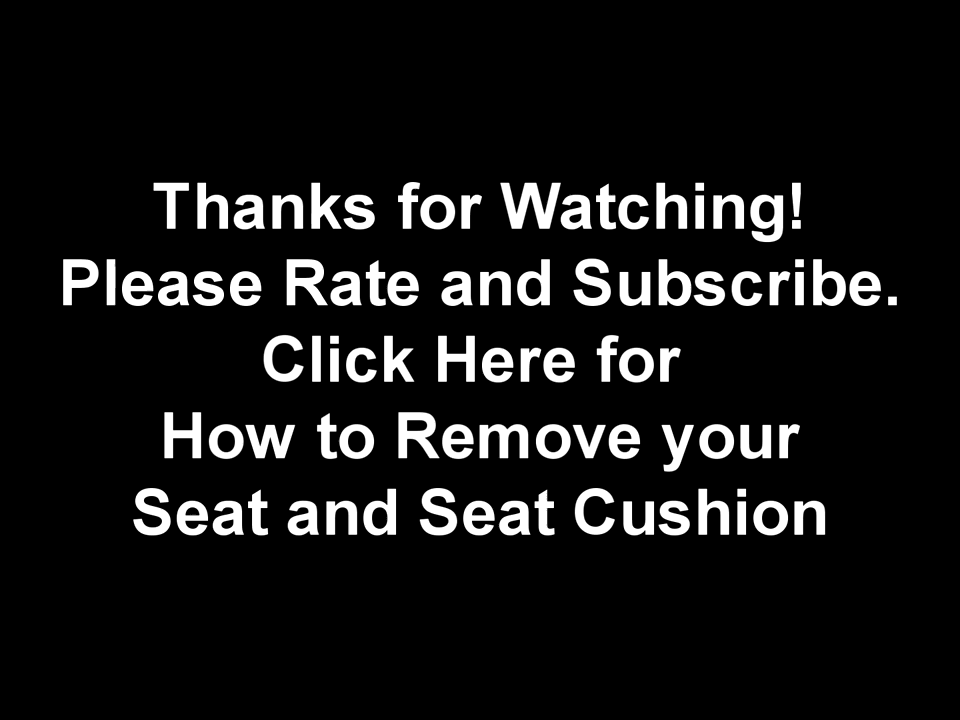 Thanks for Watching!
Please Rate and Subscribe.
Click Here for
How to Remove your
Seat and Seat Cushion